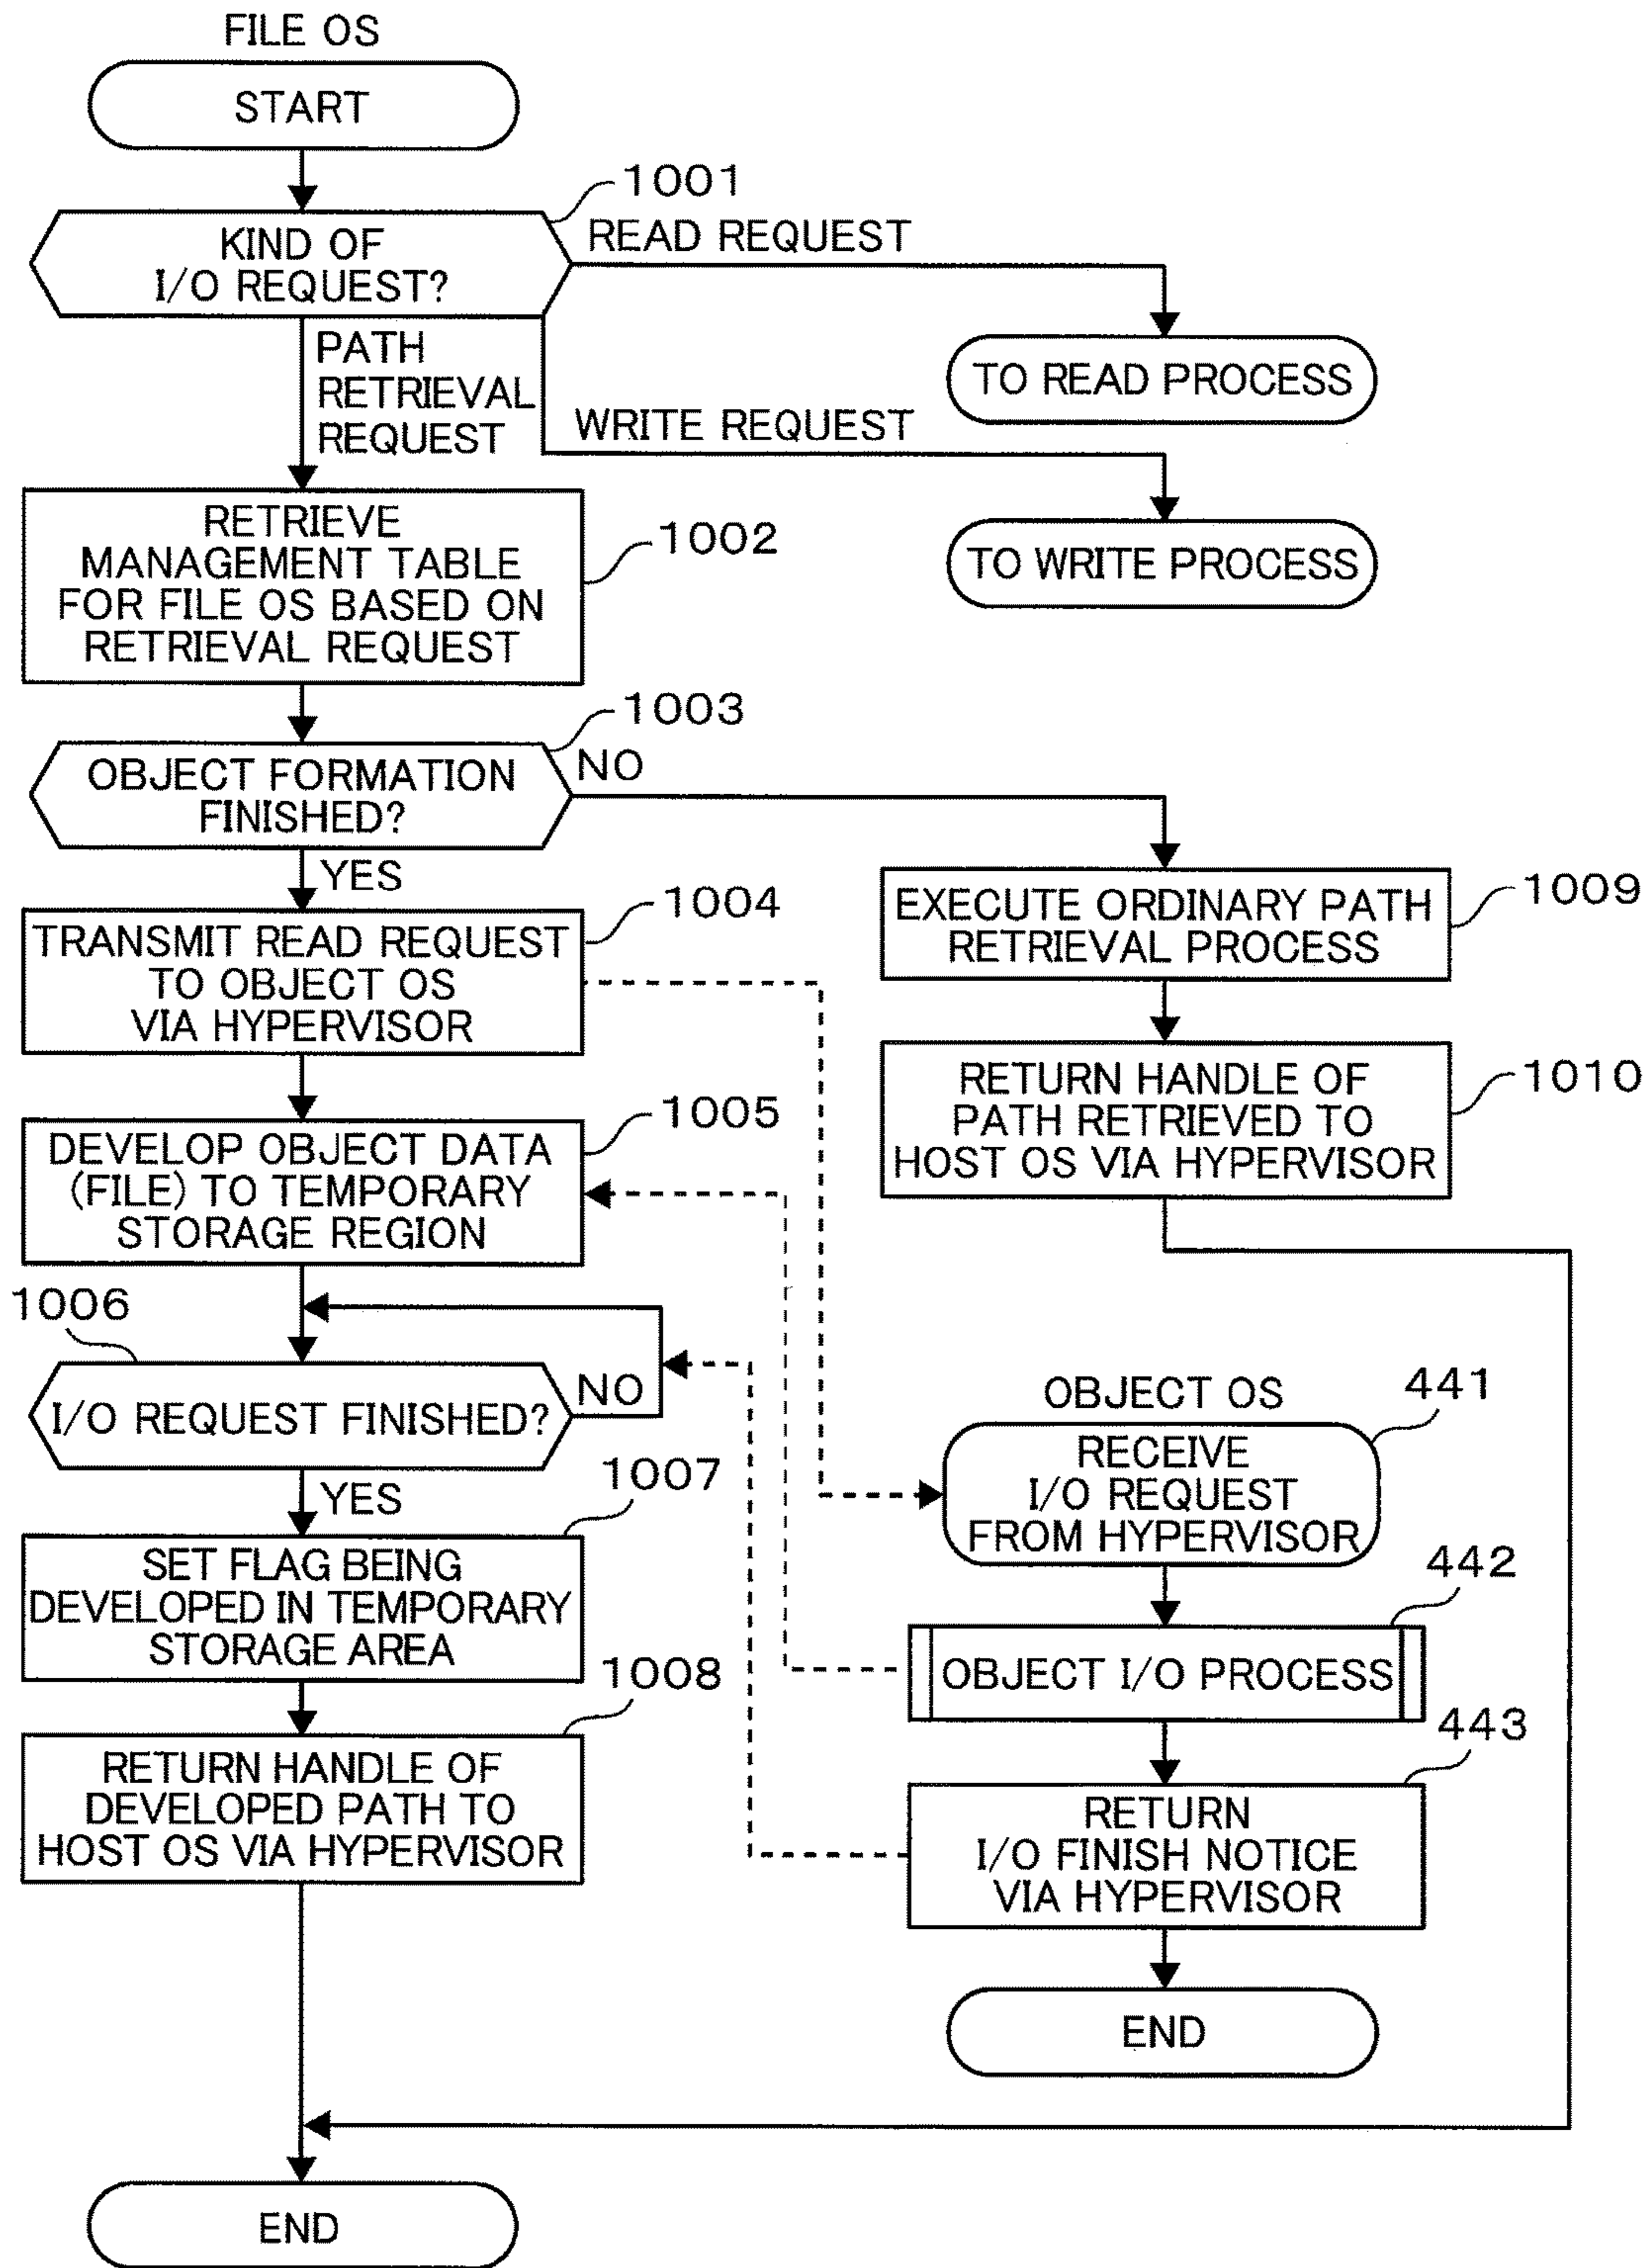 FILE OS
START
1001
KIND OF
I/O REQUEST?
READ REQUEST
TO READ PROCESS
PATH
RETRIEVAL
REQUEST
WRITE REQUEST
TO WRITE PROCESS
RETRIEVE
MANAGEMENT TABLE
FOR FILE OS BASED ON
RETRIEVAL REQUEST
1002
1003
OBJECT FORMATION
FINISHED?
NO
YES
1004
TRANSMIT READ REQUEST
TO OBJECT OS
VIA HYPERVISOR
EXECUTE ORDINARY PATH
RETRIEVAL PROCESS
1009
RETURN HANDLE OF
PATH RETRIEVED TO
HOST OS VIA HYPERVISOR
1010
1005
DEVELOP OBJECT DATA
(FILE) TO TEMPORARY
STORAGE REGION
1006
I/O REQUEST FINISHED?
NO
YES
1007
SET FLAG BEING
DEVELOPED IN TEMPORARY
STORAGE AREA
1008
RETURN HANDLE OF
DEVELOPED PATH TO
HOST OS VIA HYPERVISOR
OBJECT OS
441
RECEIVE
I/O REQUEST
FROM HYPERVISOR
442
OBJECT I/O PROCESS
443
RETURN
I/O FINISH NOTICE
VIA HYPERVISOR
END
END